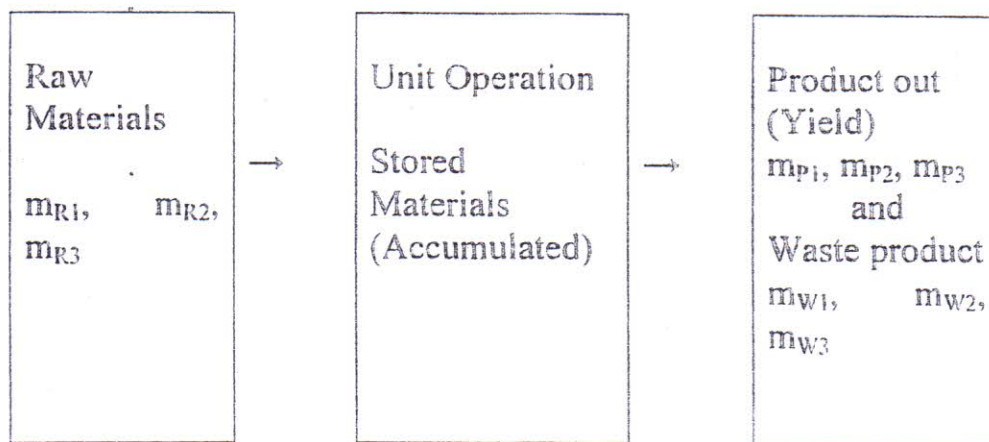 Raw
Materials
mR1, mR2,
mR3
→
Unit Operation
Stored
Materials
(Accumulated)
→
Product out
(Yield)
mP1, mP2, mP3
and
Waste product
mW1, mW2,
mW3